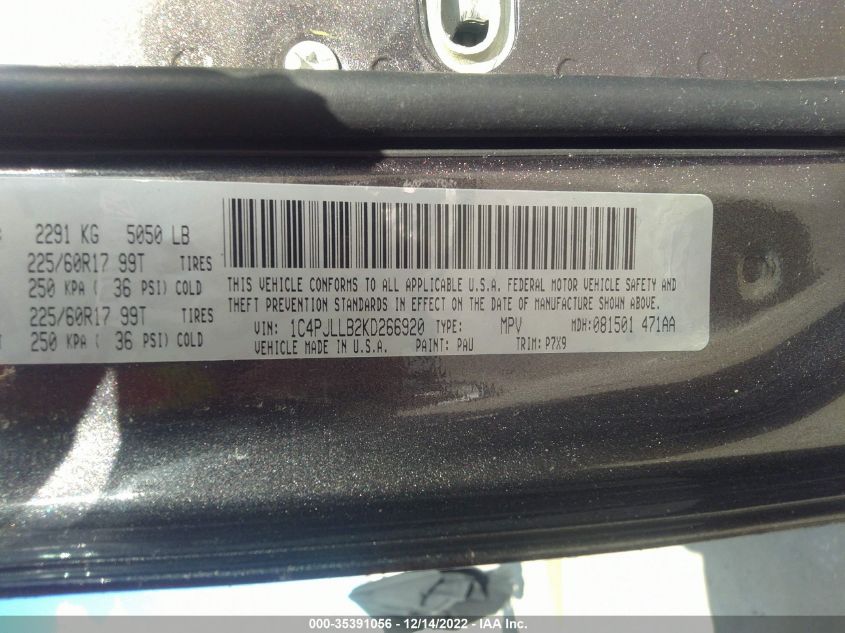 2291 KG 5050 LB
225/60R17 99T TIRES
250 KPA ( 36 PSI) COLD
225/60R17 99T TIRES
250 KPA ( 36 PSI) COLD
THIS VEHICLE CONFORMS TO ALL APPLICABLE U.S.A. FEDERAL MOTOR VEHICLE SAFETY AND
THEFT PREVENTION STANDARDS IN EFFECT ON THE DATE OF MANUFACTURE SHOWN ABOVE.
VIN: 1C4PJLLB2KD266920 TYPE: MPV MDH:081501 471AA
VEHICLE MADE IN U.S.A. PAINT: PAU TRIM: P7X9
000-35391056 - 12/14/2022 - I.A.A Inc.